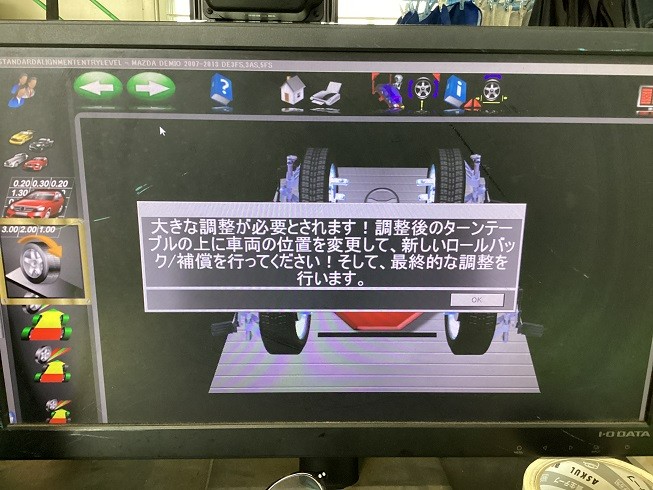 STANDARDALIGNMENTENTRYLEVEL - MAZDA DEMIO 2007-2013 DE3FS,3AS,5FS
0.20 0.30 0.20
3.00 2.00 1.00
大きな調整が必要とされます！調整後のターンテー
ブルの上に車両の位置を変更して、新しいロールバッ
ク/補償を行ってください！そして、最終的な調整を
行います。
OK
I-O DATA
ASKUL